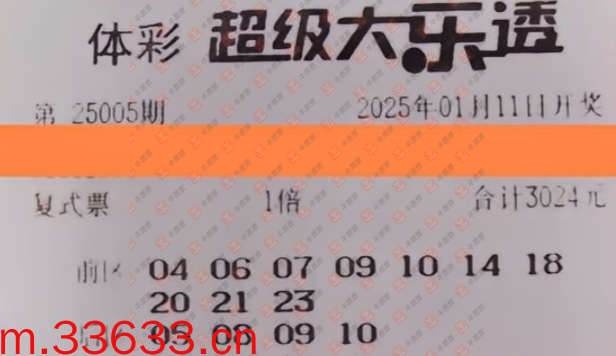 体彩 超级大乐透
第 25005期 2025年01月11日开奖
复式票 1倍 合计3024元
前区 04 06 07 09 10 14 18
20 21 23
05 08 09 10
m.33633.cn